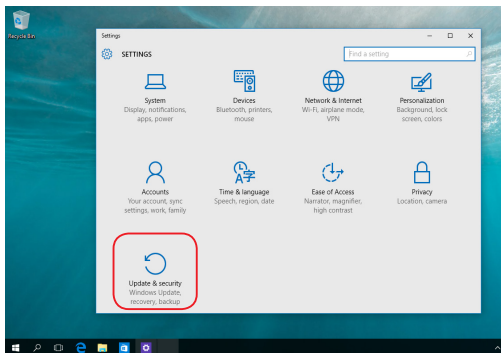 Recycle Bin
Settings
SETTINGS
Find a setting
System
Display, notifications,
apps, power
Devices
Bluetooth, printers,
mouse
Network & Internet
Wi-Fi, airplane mode,
VPN
Personalization
Background, lock
screen, colors
Accounts
Your account, sync
settings, work, family
Time & language
Speech, region, date
Ease of Access
Narrator, magnifier,
high contrast
Privacy
Location, camera
Update & security
Windows Update,
recovery, backup